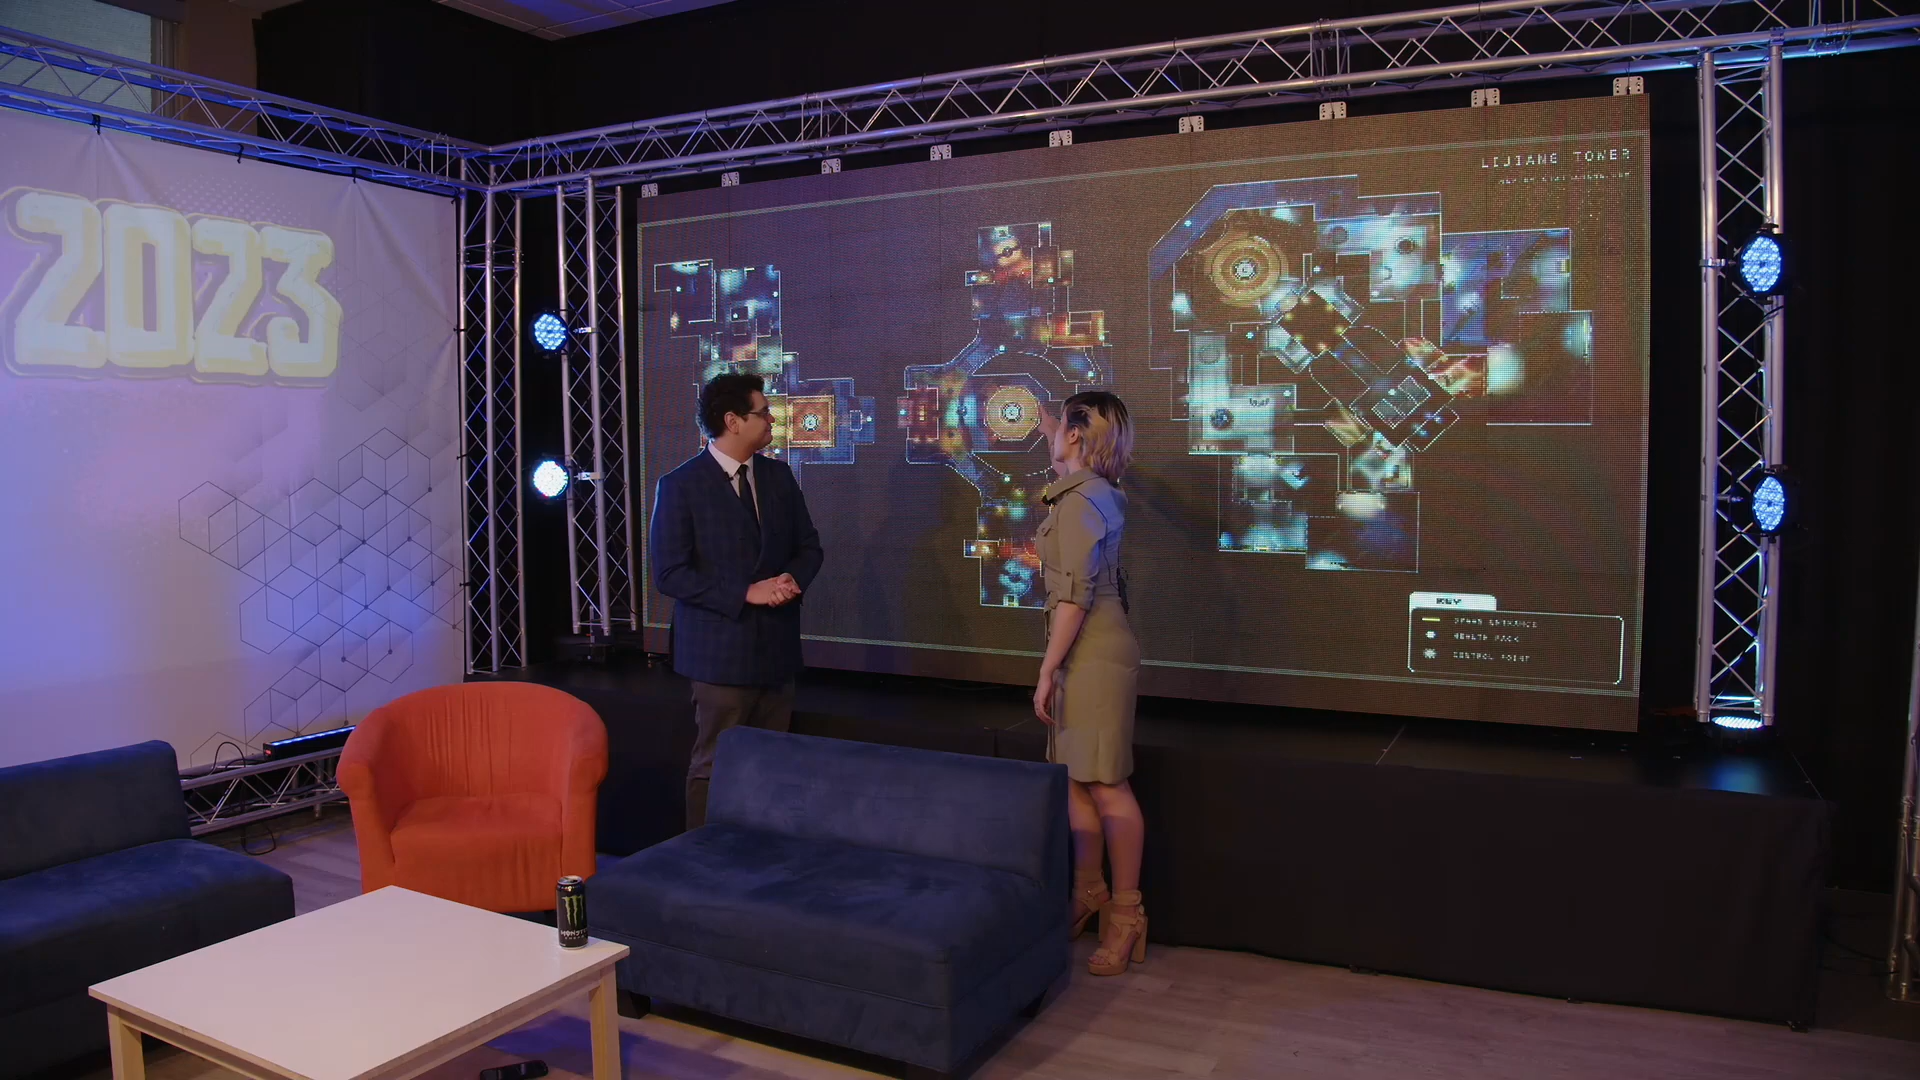 2023
LIJIANG TOWER
KEY
SPAWN ENTRANCE
HEALTH PACK
CONTROL POINT
MONSTER